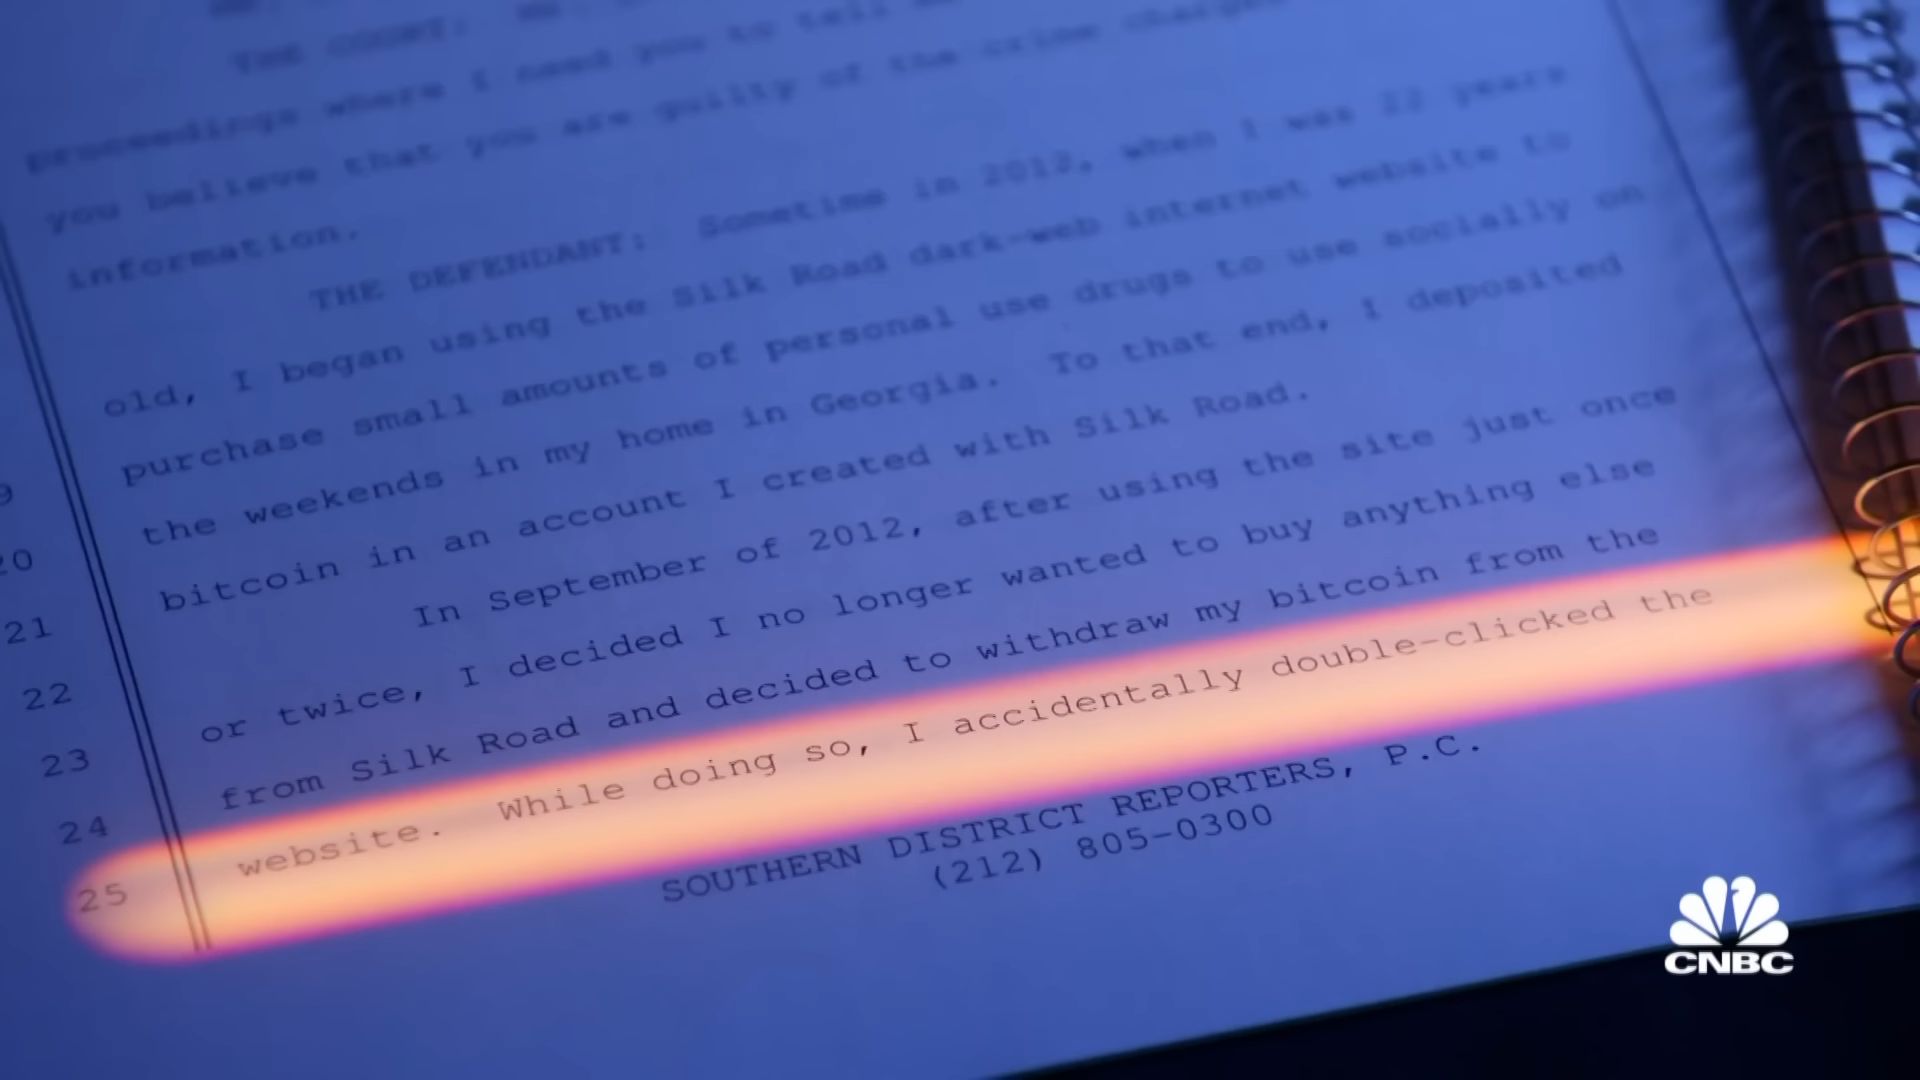 THE COURT:
proceedings where I need you to tell
you believe that you are guilty of the crime charged
information.
THE DEFENDANT: Sometime in 2012, when I was 22 years
old, I began using the Silk Road dark-web internet website to
purchase small amounts of personal use drugs to use socially on
the weekends in my home in Georgia. To that end, I deposited
bitcoin in an account I created with Silk Road.
In September of 2012, after using the site just once
or twice, I decided I no longer wanted to buy anything else
from Silk Road and decided to withdraw my bitcoin from the
website. While doing so, I accidentally double-clicked the
9
20
21
22
23
24
25
SOUTHERN DISTRICT REPORTERS, P.C.
(212) 805-0300
CNBC